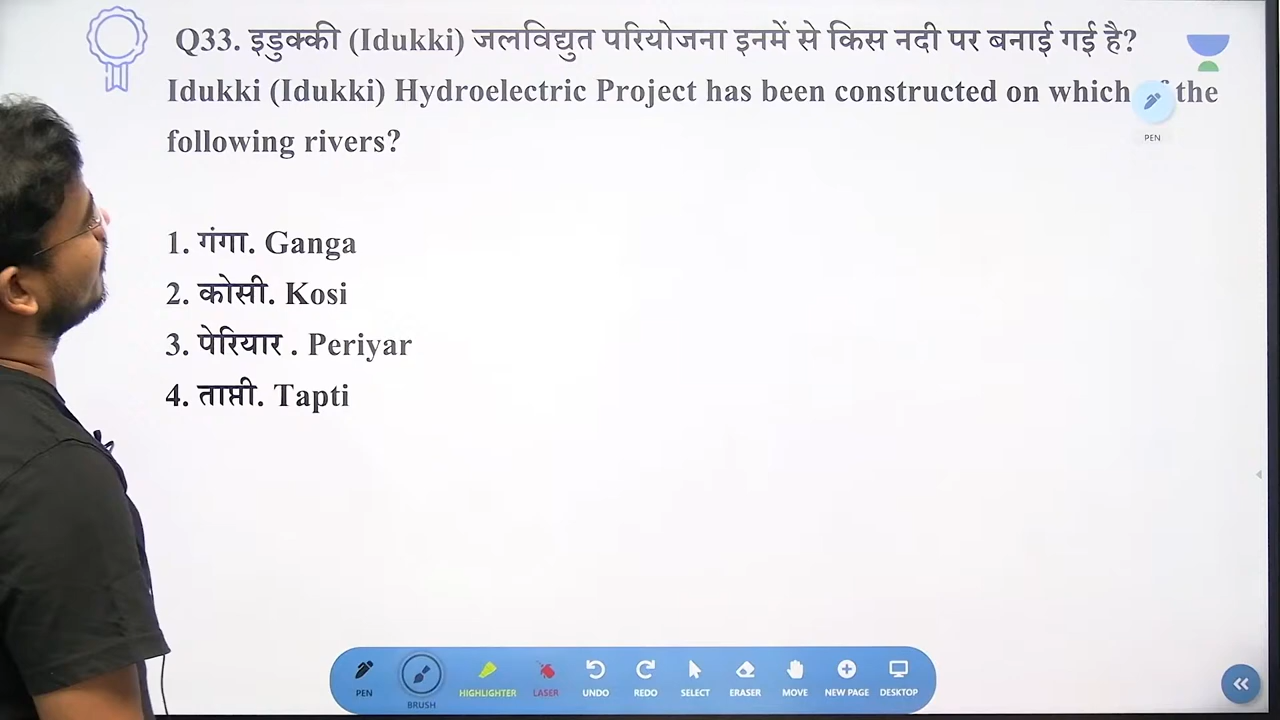 Q33. इडुक्की (Idukki) जलविद्युत परियोजना इनमें से किस नदी पर बनाई गई है?
Idukki (Idukki) Hydroelectric Project has been constructed on which the
following rivers?
PEN
1. गंगा. Ganga
2. कोसी. Kosi
3. पेरियार . Periyar
4. ताप्ती. Tapti
PEN BRUSH HIGHLIGHTER LASER UNDO REDO SELECT ERASER MOVE NEW PAGE DESKTOP